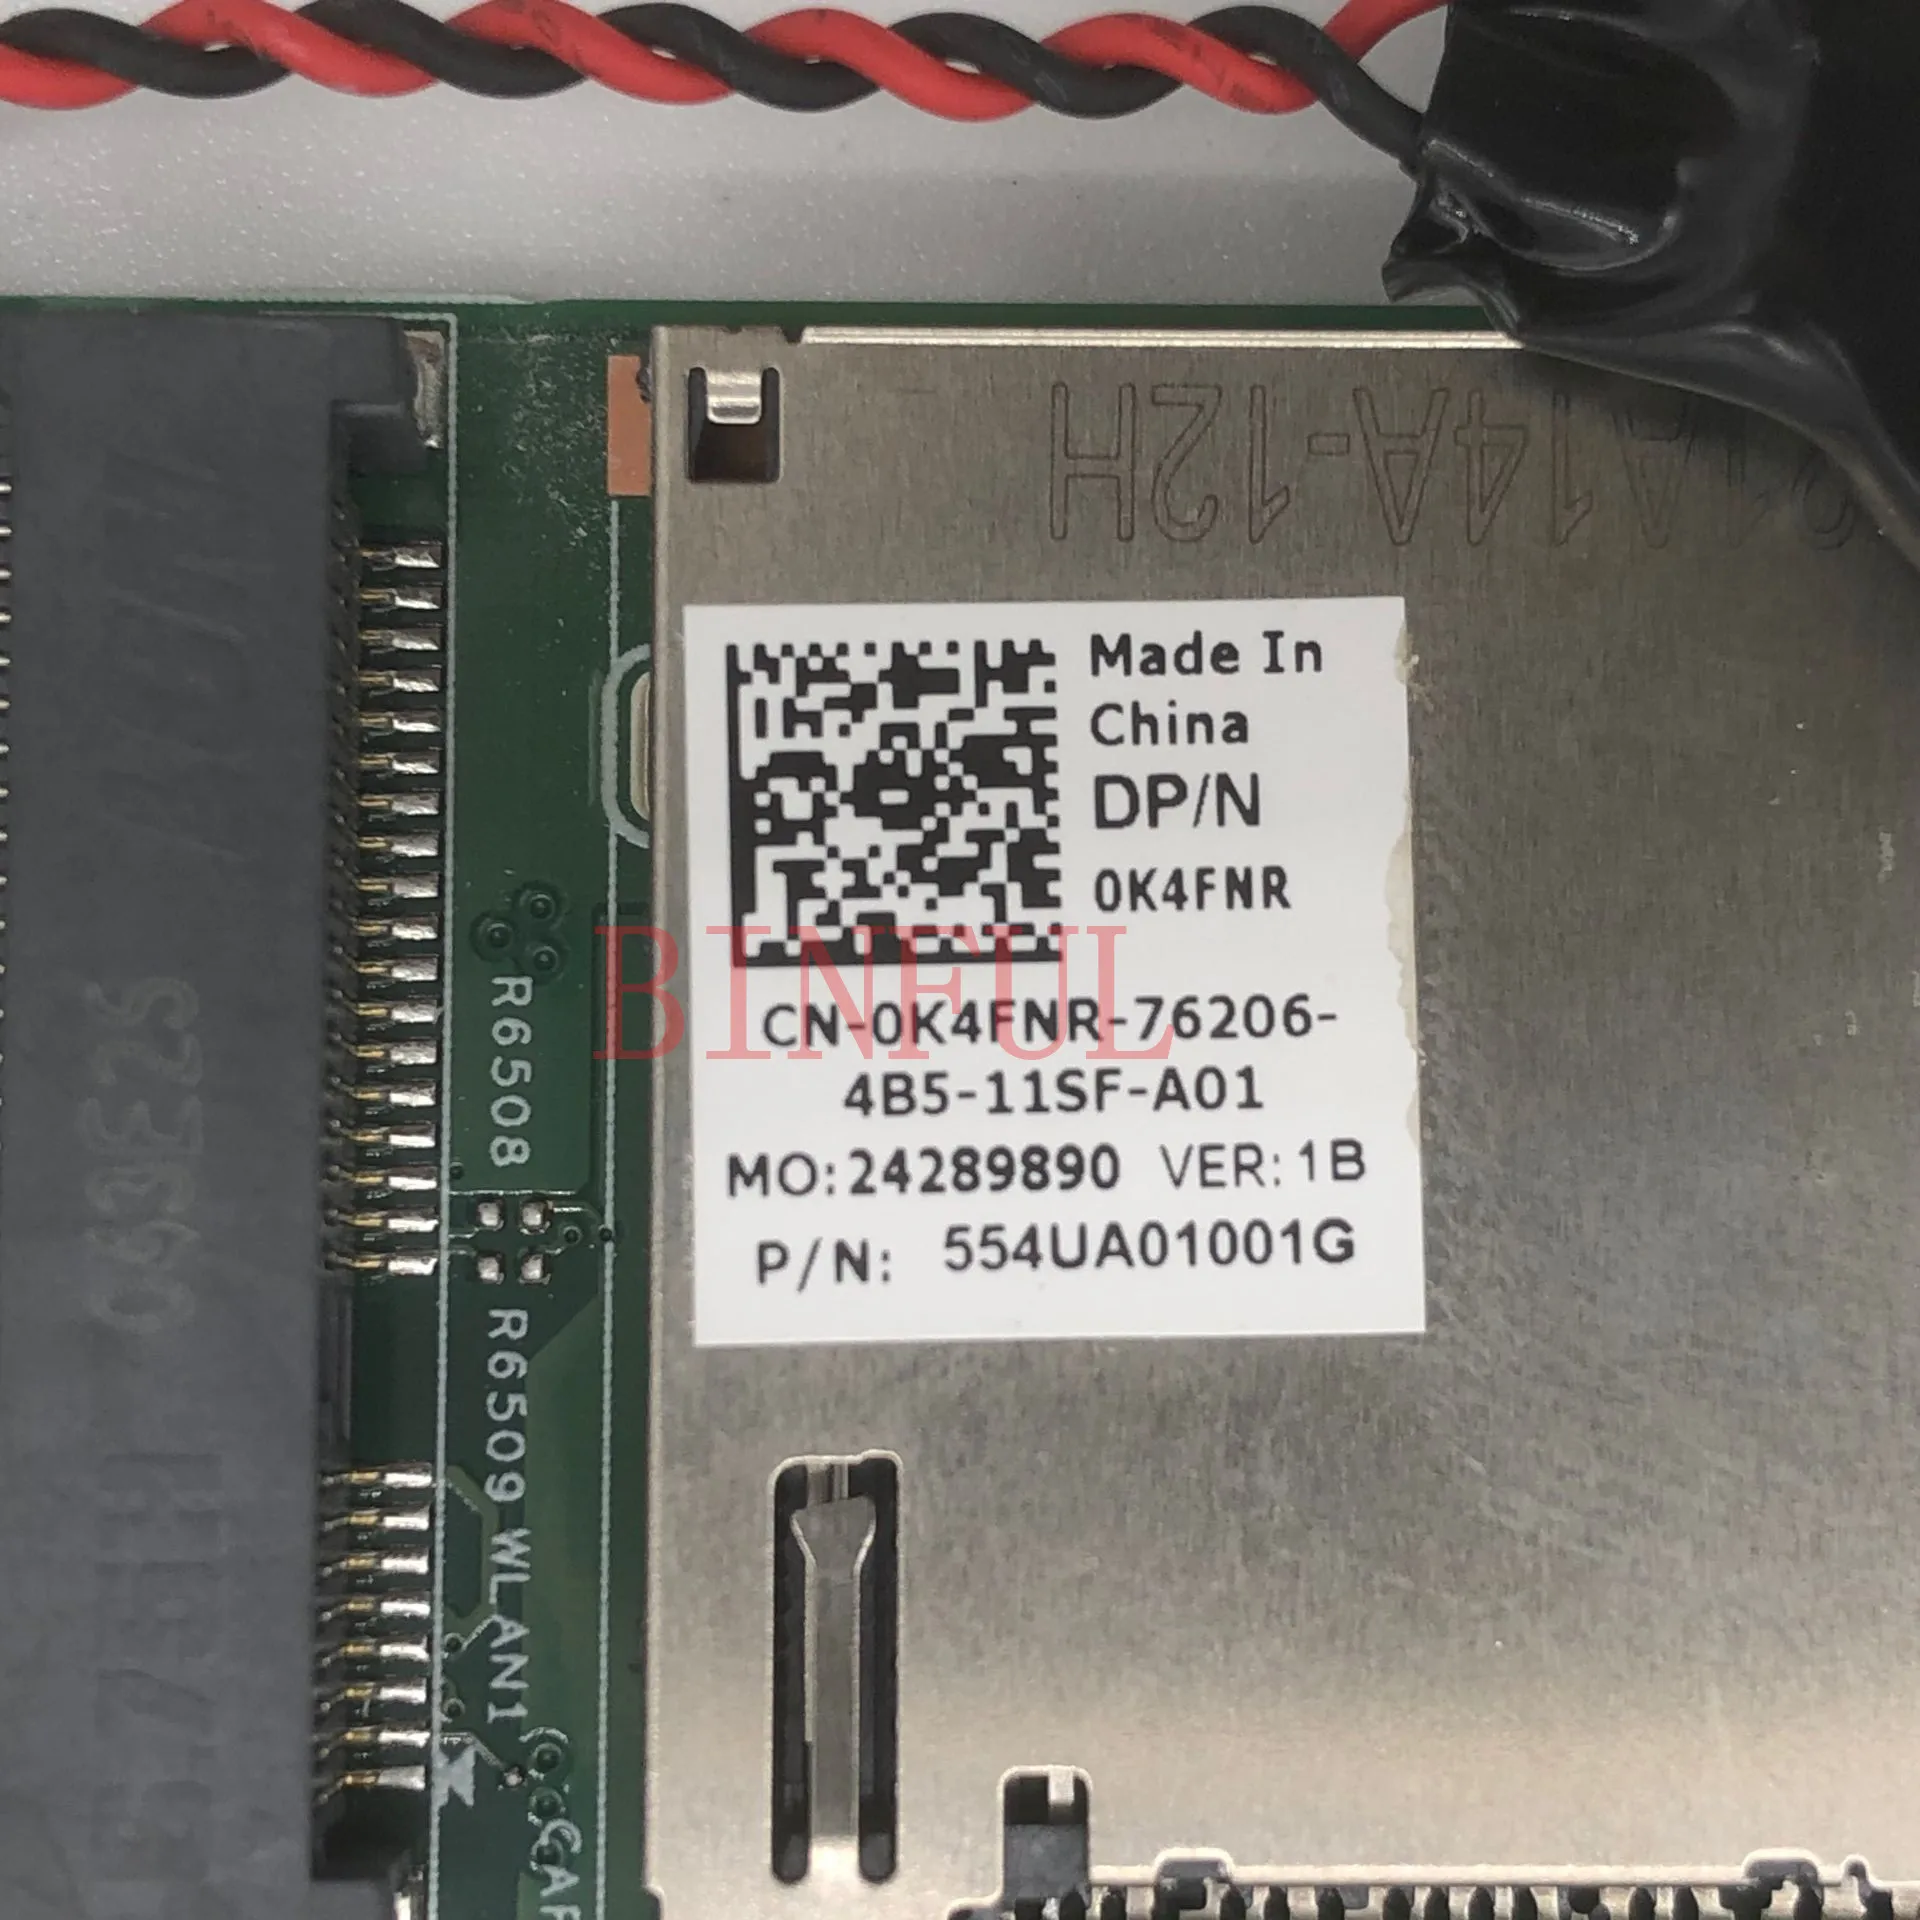 14A-12H
Made In
China
DP/N
0K4FNR
BINFUL
CN-0K4FNR-76206-
4B5-11SF-A01
MO:24289890 VER:1B
P/N: 554UA01001G
R6508
R6509
WLAN1